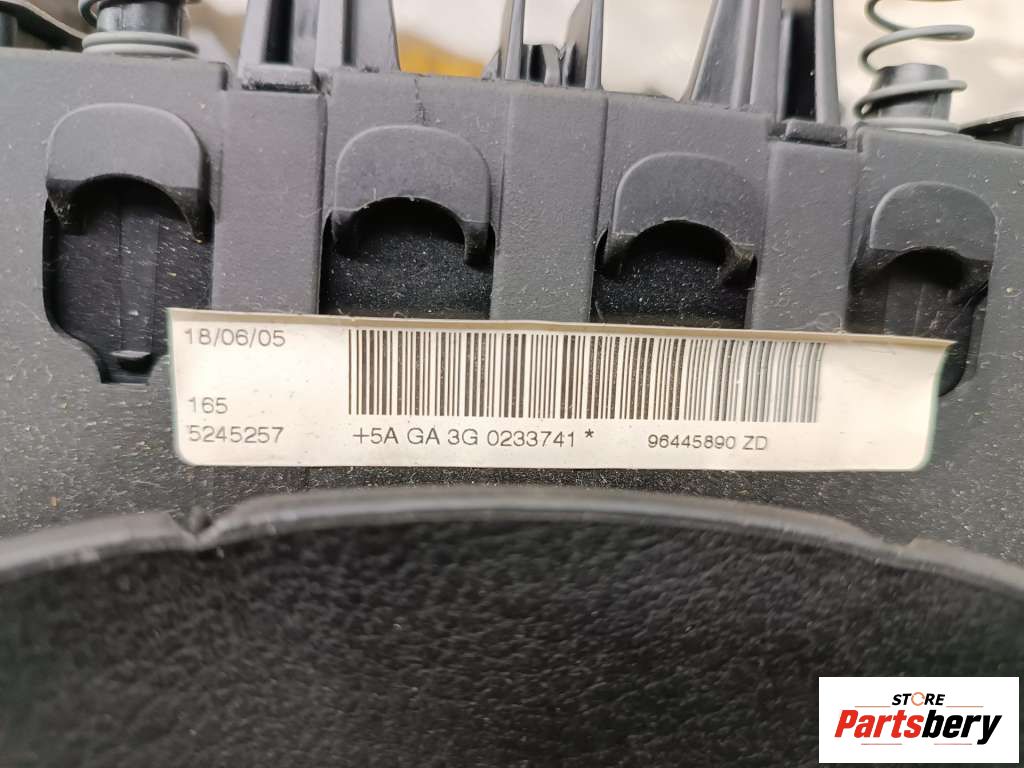 18/06/05
165
5245257 +5A GA 3G 0233741 * 96445890 ZD
STORE
Partsbery